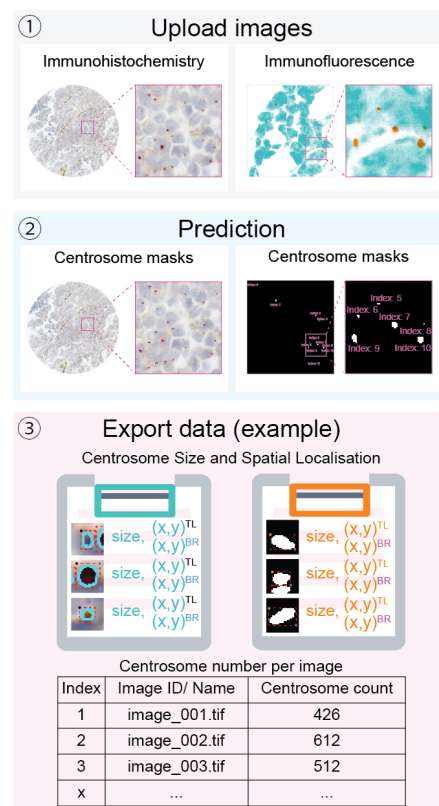 1 Upload images
Immunohistochemistry Immunofluorescence
2 Prediction
Centrosome masks Centrosome masks
Index: 5
Index: 6
Index: 7
Index: 8
Index: 9 Index: 10
3 Export data (example)
Centrosome Size and Spatial Localisation
size, (x,y)TL size, (x,y)TL
(x,y)BR (x,y)BR
size, (x,y)TL size, (x,y)TL
(x,y)BR (x,y)BR
size, (x,y)TL size, (x,y)TL
(x,y)BR (x,y)BR
Centrosome number per image
Index Image ID/ Name Centrosome count
1 image_001.tif 426
2 image_002.tif 612
3 image_003.tif 512
x ... ...